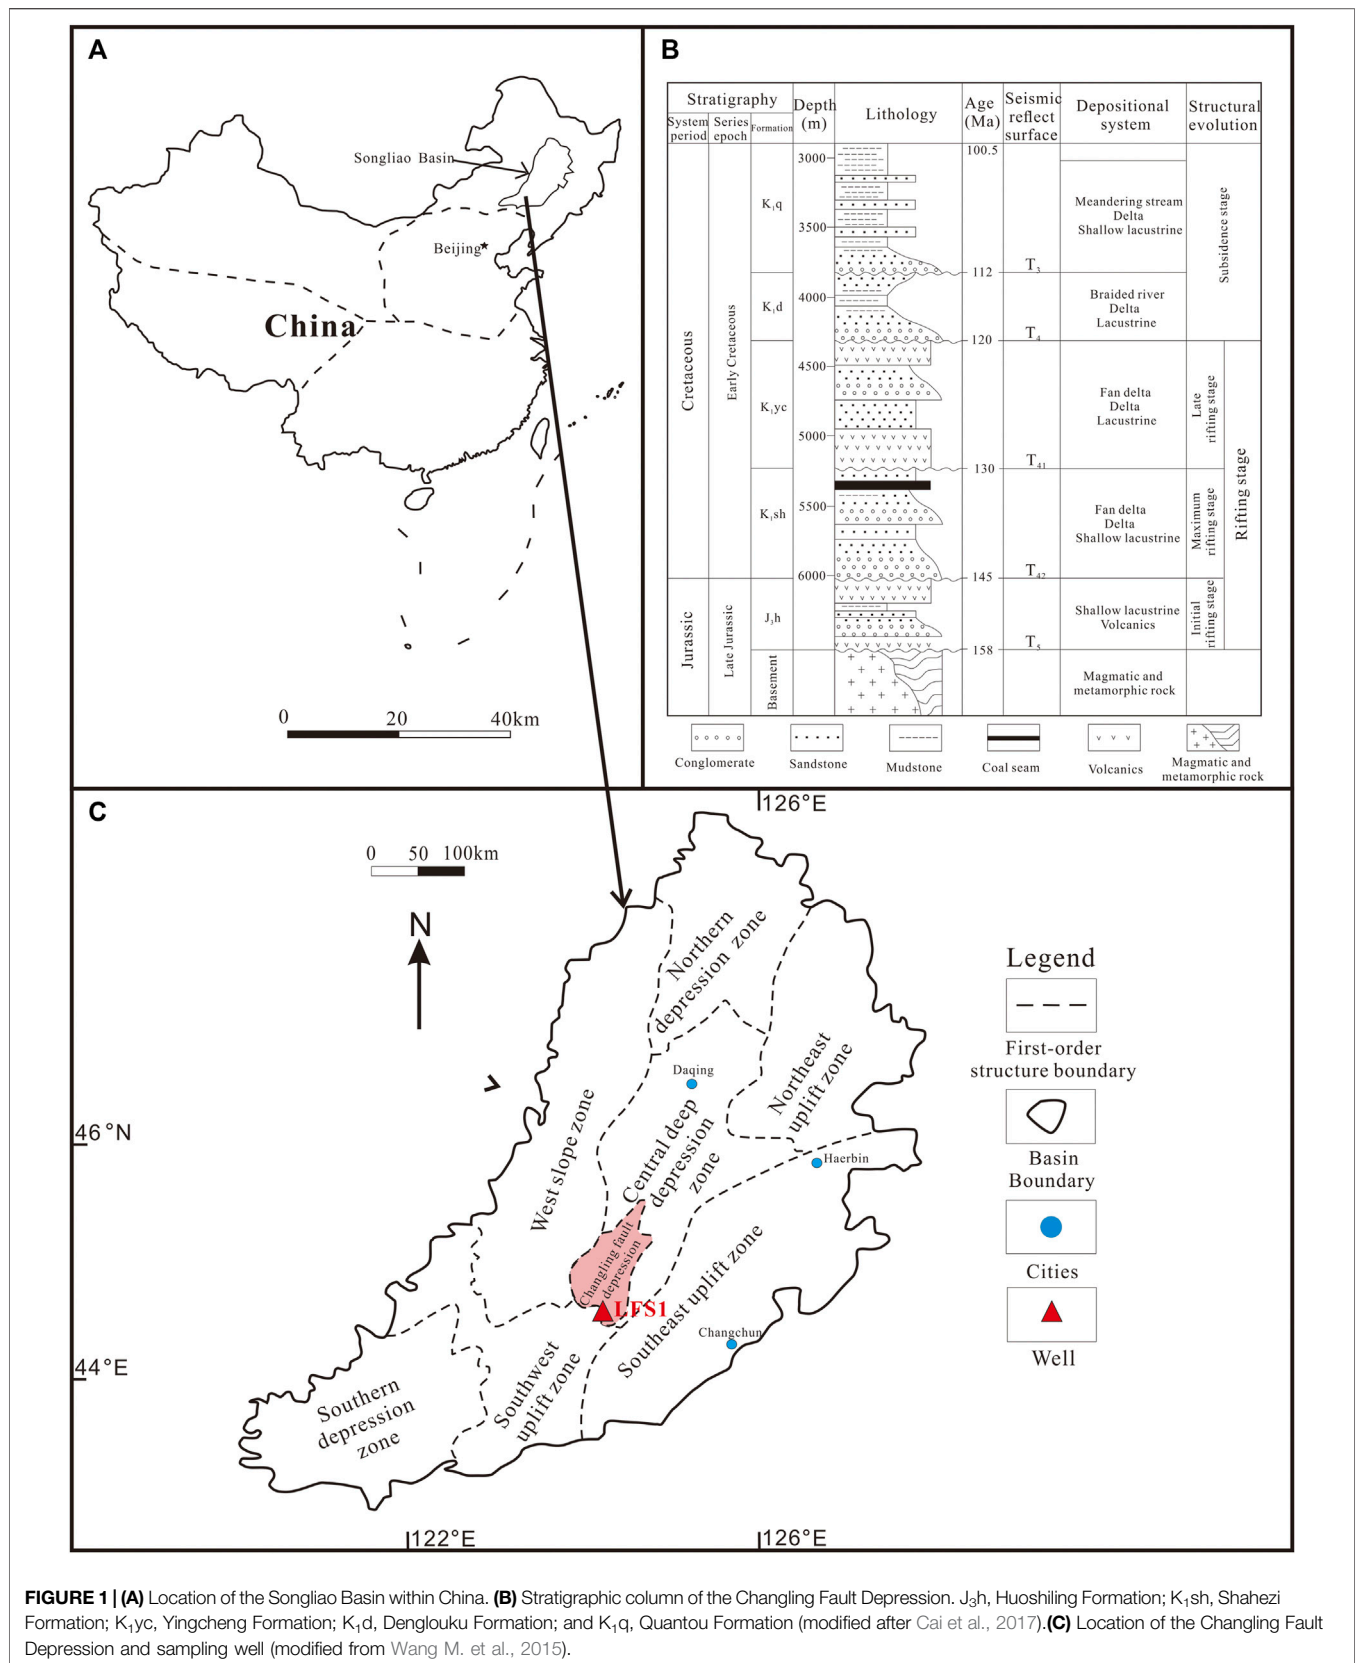 A
Songliao Basin
Beijing
China
0 20 40km
B
Stratigraphy
System period
Series epoch
Formation
Depth (m)
Lithology
Age (Ma)
Seismic reflect surface
Depositional system
Structural evolution
Cretaceous
Jurassic
Early Cretaceous
Late Jurassic
K₁q
K₁d
K₁yc
K₁sh
J₃h
Basement
3000
3500
4000
4500
5000
5500
6000
100.5
112
120
130
145
158
T₃
T₄
T₄₁
T₄₂
T₅
Meandering stream
Delta
Shallow lacustrine
Braided river
Delta
Lacustrine
Fan delta
Delta
Lacustrine
Fan delta
Delta
Shallow lacustrine
Shallow lacustrine
Volcanics
Magmatic and
metamorphic rock
Subsidence stage
Late
rifting stage
Maximum
rifting stage
Initial
rifting stage
Rifting stage
Conglomerate
Sandstone
Mudstone
Coal seam
Volcanics
Magmatic and
metamorphic rock
C
126°E
0 50 100km
N
Northern
depression zone
Northeast
uplift zone
Daqing
West slope zone
Central deep
depression
zone
Haerbin
46°N
Changling fault
depression
LFS1
Southeast uplift zone
Changchun
44°E
Southwest
uplift zone
Southern
depression
zone
122°E
126°E
Legend
First-order
structure boundary
Basin
Boundary
Cities
Well
FIGURE 1 | (A) Location of the Songliao Basin within China. (B) Stratigraphic column of the Changling Fault Depression. J₃h, Huoshiling Formation; K₁sh, Shahezi
Formation; K₁yc, Yingcheng Formation; K₁d, Denglouku Formation; and K₁q, Quantou Formation (modified after Cai et al., 2017).(C) Location of the Changling Fault
Depression and sampling well (modified from Wang M. et al., 2015).